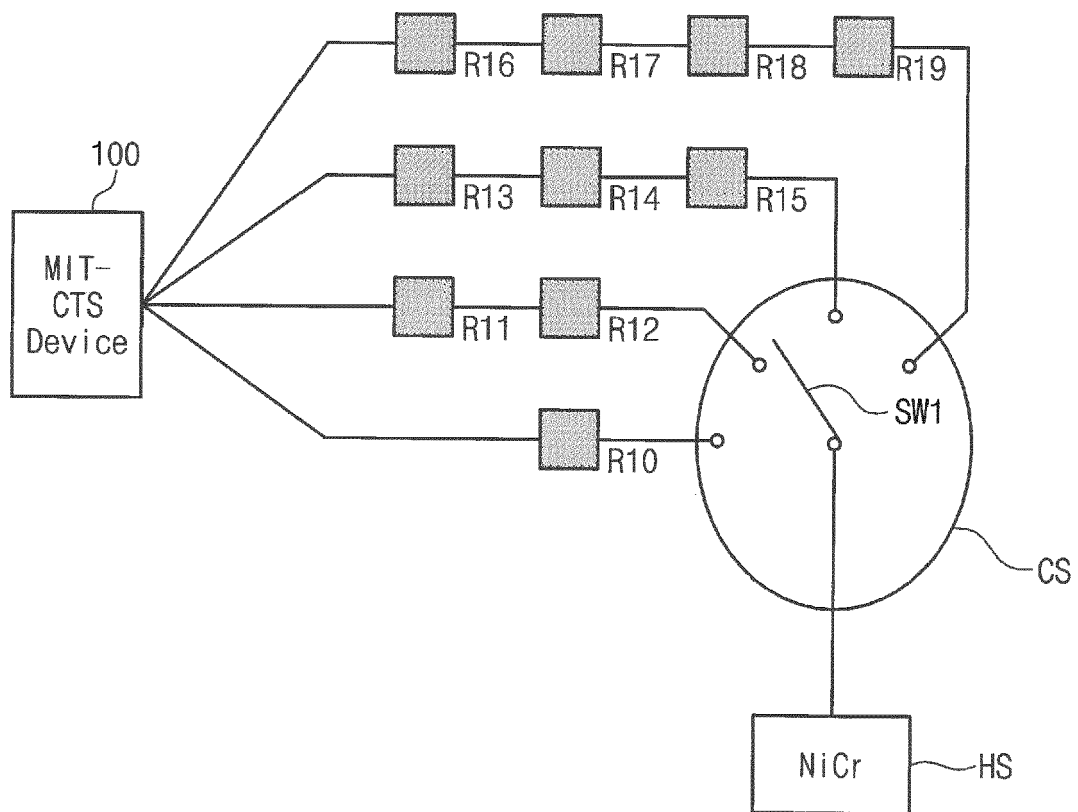 R16 R17 R18 R19
100
R13 R14 R15
MIT-
CTS
Device
R11 R12
SW1
R10
CS
NiCr
HS